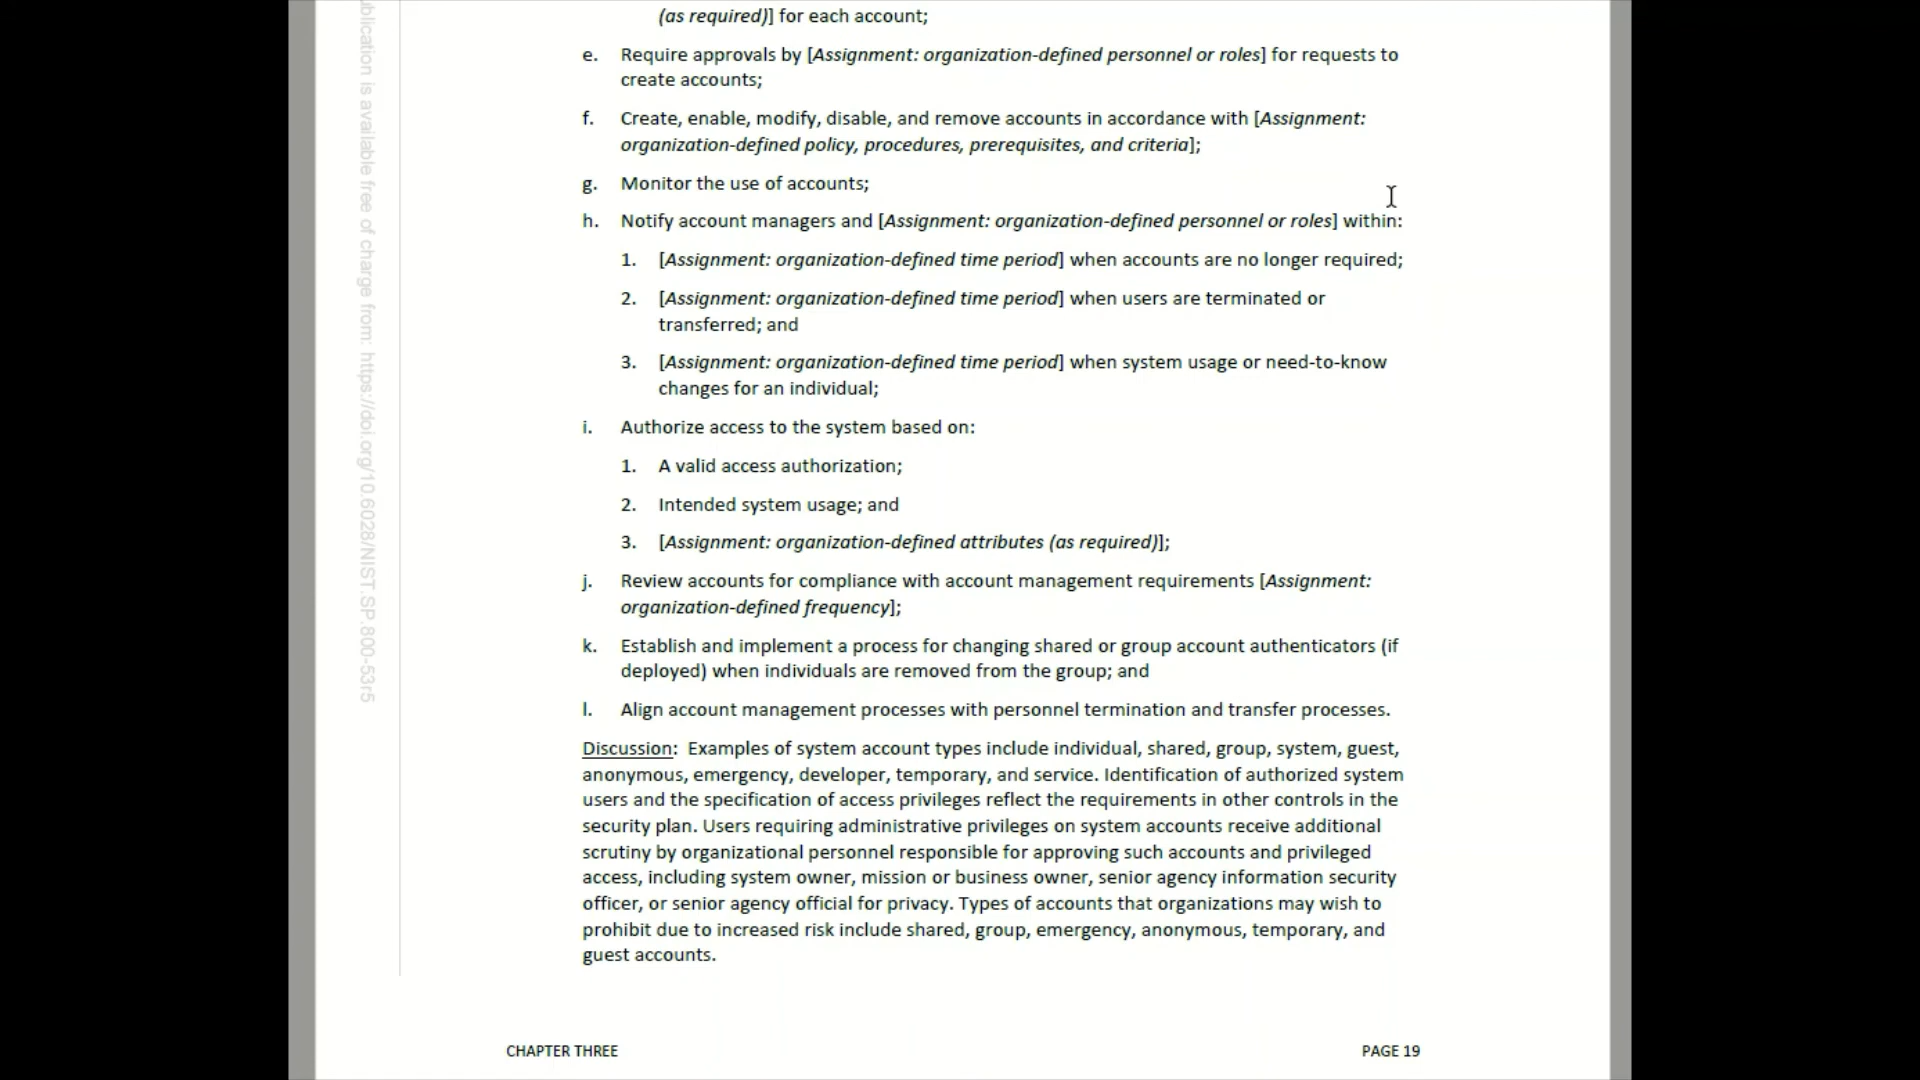 (as required)] for each account;
e. Require approvals by [Assignment: organization-defined personnel or roles] for requests to
create accounts;
f. Create, enable, modify, disable, and remove accounts in accordance with [Assignment:
organization-defined policy, procedures, prerequisites, and criteria];
g. Monitor the use of accounts;
h. Notify account managers and [Assignment: organization-defined personnel or roles] within:
1. [Assignment: organization-defined time period] when accounts are no longer required;
2. [Assignment: organization-defined time period] when users are terminated or
transferred; and
3. [Assignment: organization-defined time period] when system usage or need-to-know
changes for an individual;
i. Authorize access to the system based on:
1. A valid access authorization;
2. Intended system usage; and
3. [Assignment: organization-defined attributes (as required)];
j. Review accounts for compliance with account management requirements [Assignment:
organization-defined frequency];
k. Establish and implement a process for changing shared or group account authenticators (if
deployed) when individuals are removed from the group; and
l. Align account management processes with personnel termination and transfer processes.
Discussion: Examples of system account types include individual, shared, group, system, guest,
anonymous, emergency, developer, temporary, and service. Identification of authorized system
users and the specification of access privileges reflect the requirements in other controls in the
security plan. Users requiring administrative privileges on system accounts receive additional
scrutiny by organizational personnel responsible for approving such accounts and privileged
access, including system owner, mission or business owner, senior agency information security
officer, or senior agency official for privacy. Types of accounts that organizations may wish to
prohibit due to increased risk include shared, group, emergency, anonymous, temporary, and
guest accounts.
CHAPTER THREE PAGE 19
blication is available free of charge from: https://doi.org/10.6028/NIST.SP.800-53r5